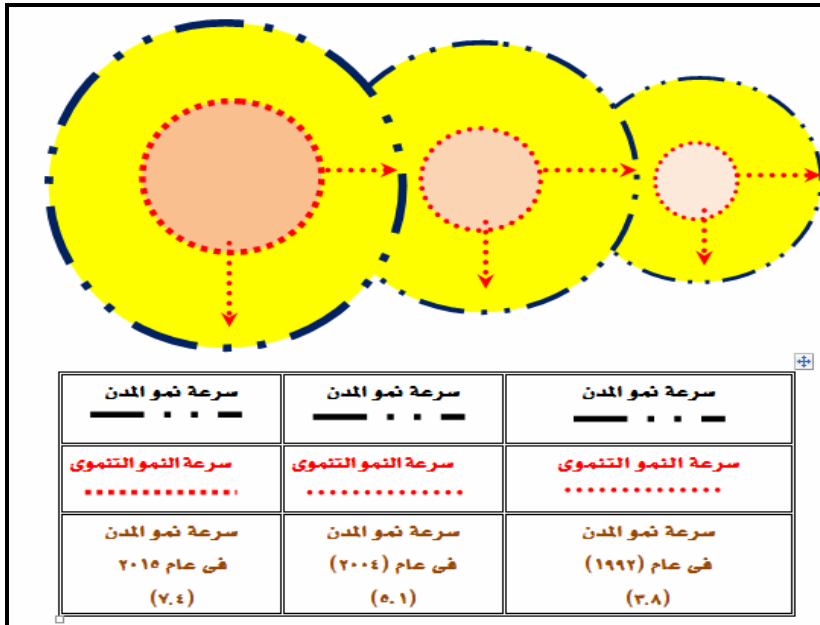 سرعة نمو المدن
سرعة نمو المدن
سرعة نمو المدن
سرعة النمو التنموى
سرعة النمو التنموى
سرعة النمو التنموى
سرعة نمو المدن
فى عام (١٩٩٢)
(٣.٨)
سرعة نمو المدن
فى عام (٢٠٠٤)
(٥.١)
سرعة نمو المدن
فى عام ٢٠١٥
(٧.٤)